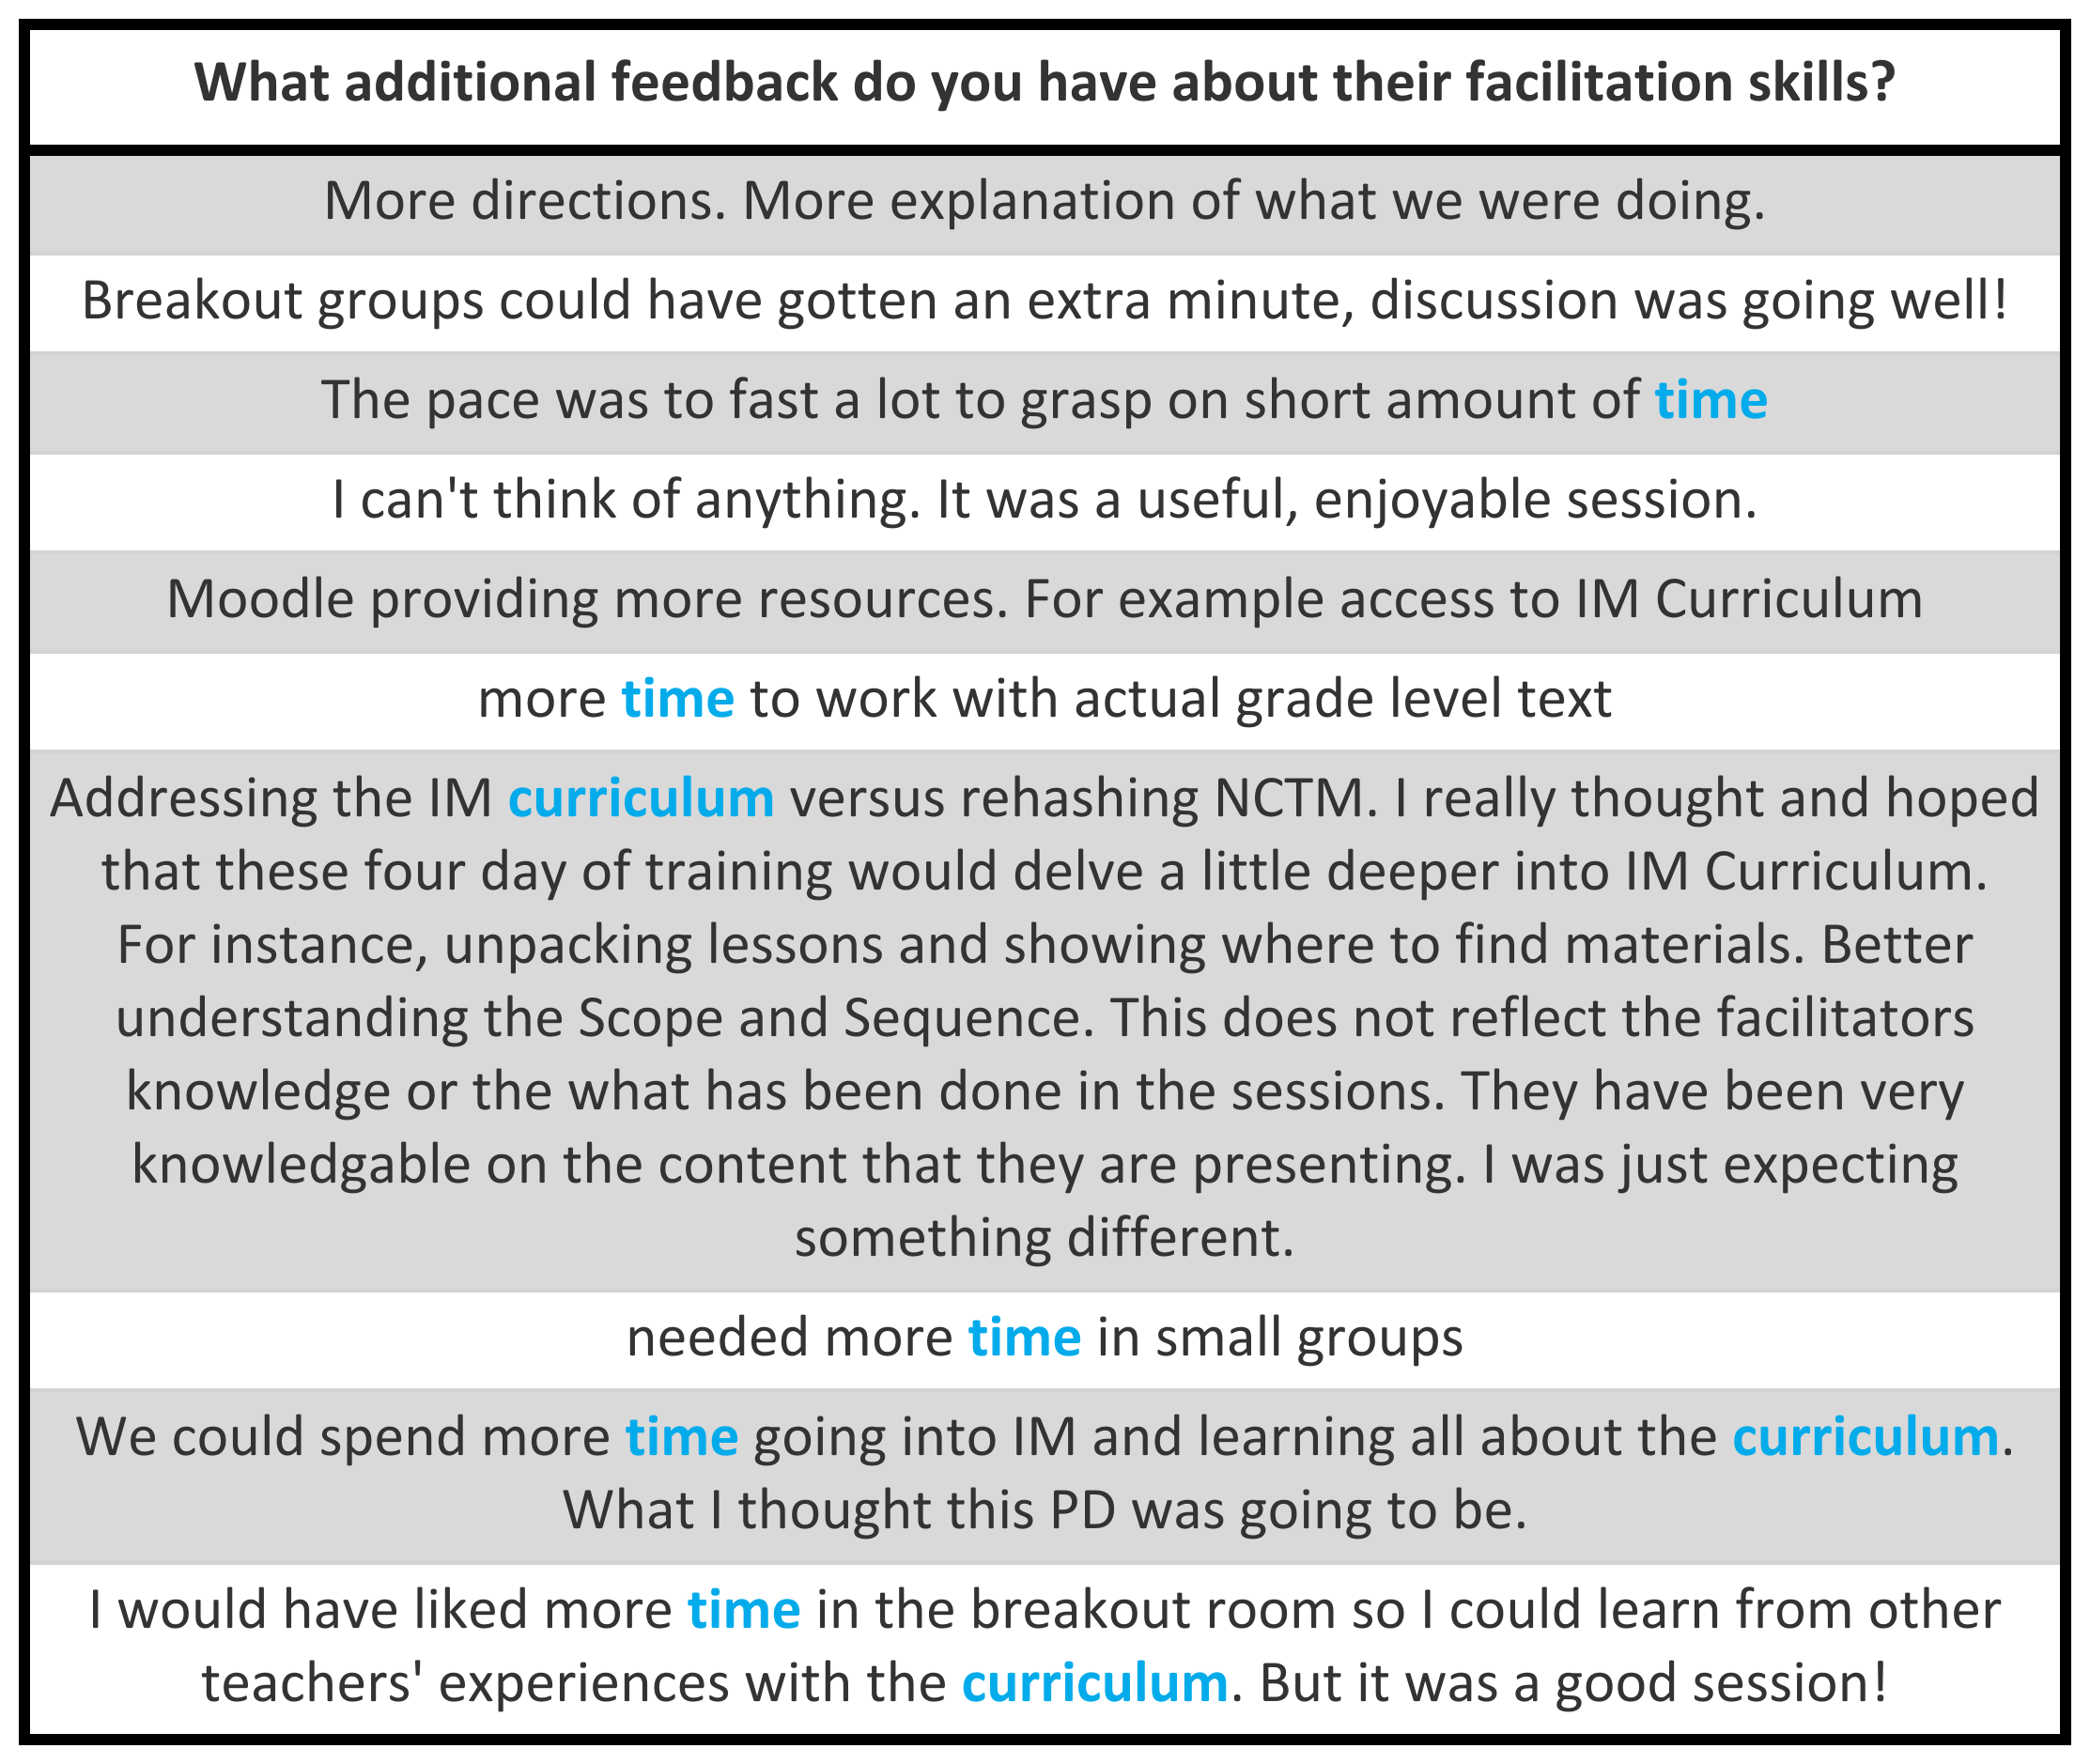 What additional feedback do you have about their facilitation skills?
More directions. More explanation of what we were doing.
Breakout groups could have gotten an extra minute, discussion was going well!
The pace was to fast a lot to grasp on short amount of time
I can't think of anything. It was a useful, enjoyable session.
Moodle providing more resources. For example access to IM Curriculum
more time to work with actual grade level text
Addressing the IM curriculum versus rehashing NCTM. I really thought and hoped
that these four day of training would delve a little deeper into IM Curriculum.
For instance, unpacking lessons and showing where to find materials. Better
understanding the Scope and Sequence. This does not reflect the facilitators
knowledge or the what has been done in the sessions. They have been very
knowledgable on the content that they are presenting. I was just expecting
something different.
needed more time in small groups
We could spend more time going into IM and learning all about the curriculum.
What I thought this PD was going to be.
I would have liked more time in the breakout room so I could learn from other
teachers' experiences with the curriculum. But it was a good session!